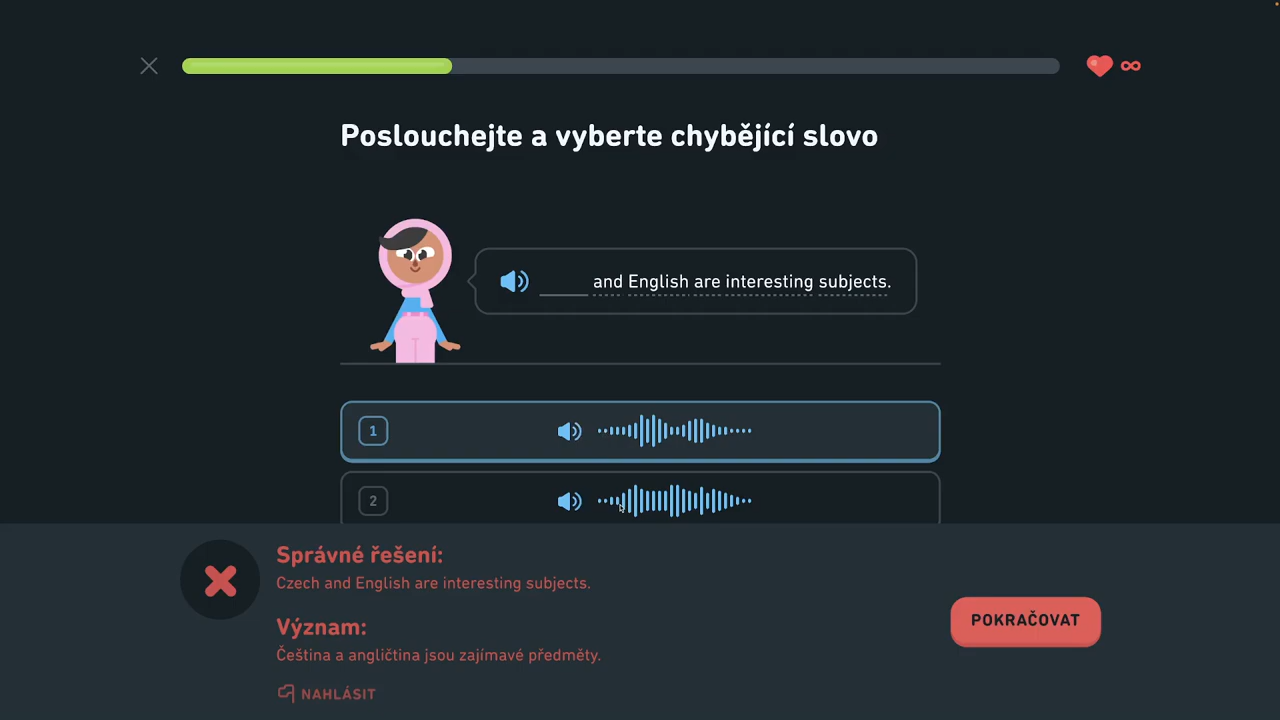 ∞
Poslouchejte a vyberte chybějící slovo
_____ and English are interesting subjects.
1
2
Správné řešení:
Czech and English are interesting subjects.
Význam:
Čeština a angličtina jsou zajímavé předměty.
POKRAČOVAT
NAHLÁSIT